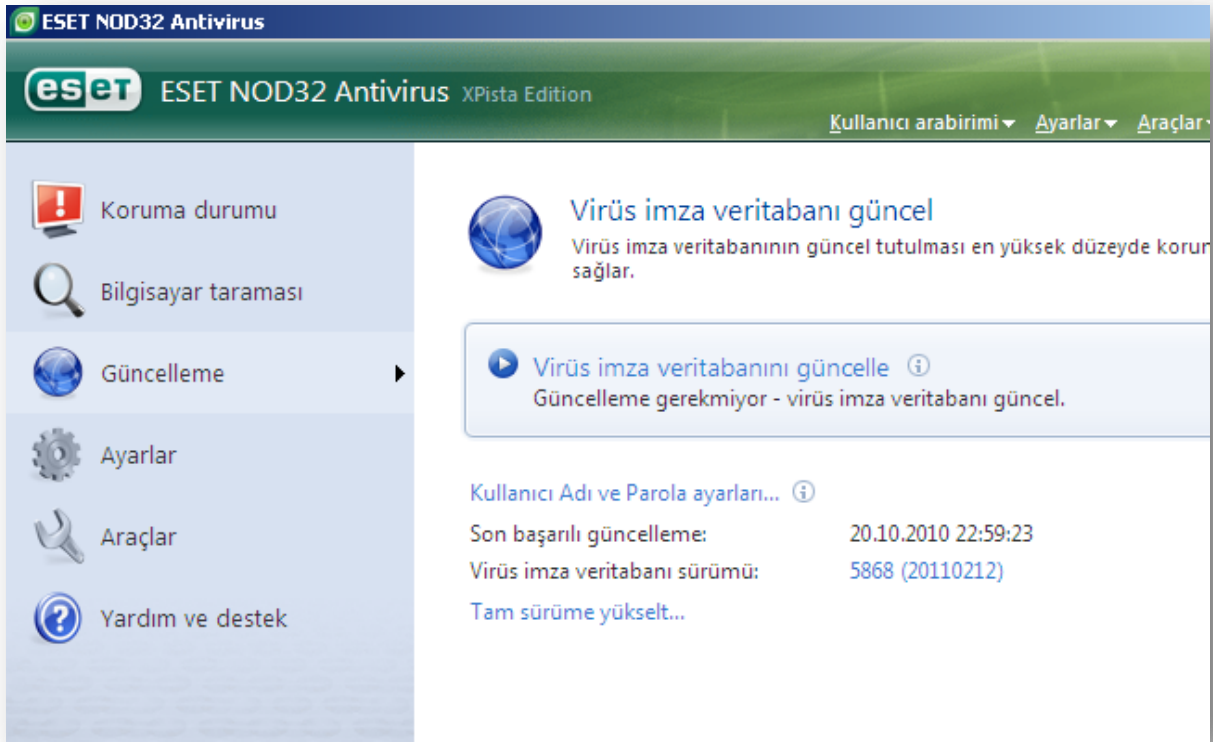 ESET NOD32 Antivirus
eset ESET NOD32 Antivirus XPista Edition
Kullanıcı arabirimi Ayarlar Araçlar
Koruma durumu
Bilgisayar taraması
Güncelleme
Ayarlar
Araçlar
Yardım ve destek
Virüs imza veritabanı güncel
Virüs imza veritabanının güncel tutulması en yüksek düzeyde korun
sağlar.
Virüs imza veritabanını güncelle
Güncelleme gerekmiyor - virüs imza veritabanı güncel.
Kullanıcı Adı ve Parola ayarları...
Son başarılı güncelleme: 20.10.2010 22:59:23
Virüs imza veritabanı sürümü: 5868 (20110212)
Tam sürüme yükselt...